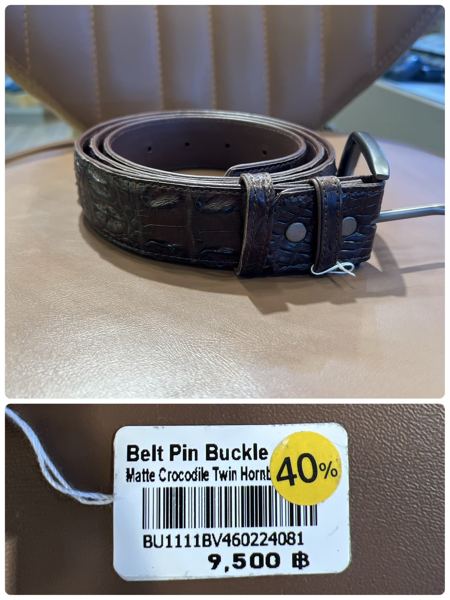 Belt Pin Buckle
Matte Crocodile Twin
40%
BU1111BV460224081
9,500 ฿